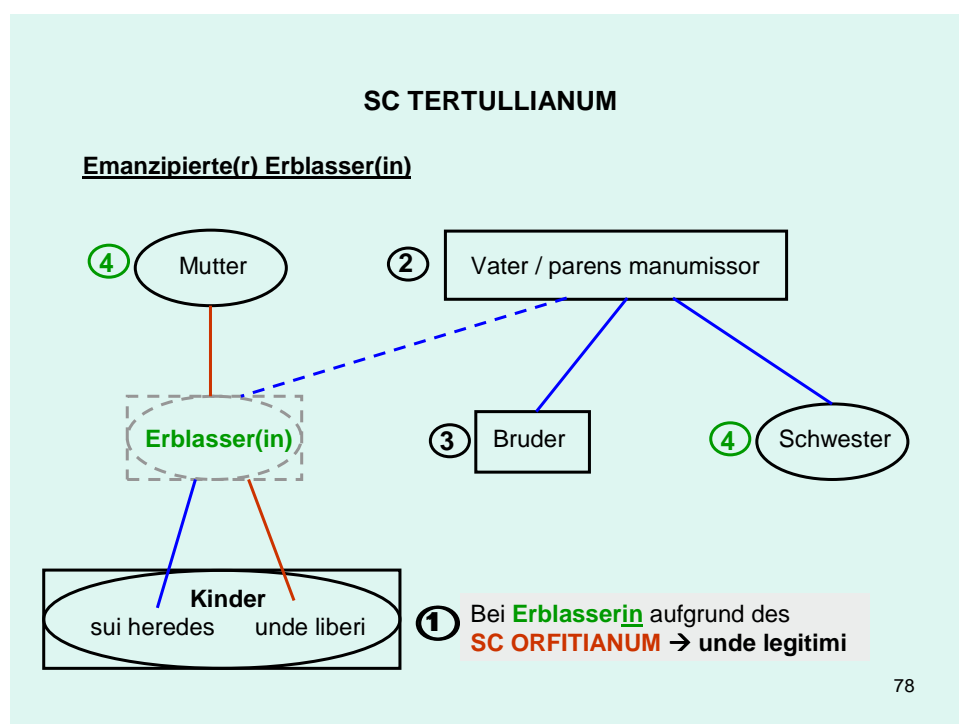 SC TERTULLIANUM
Emanzipierte(r) Erblasser(in)
4 Mutter
2 Vater / parens manumissor
Erblasser(in)
3 Bruder
4 Schwester
Kinder
sui heredes unde liberi
1 Bei Erblasserin aufgrund des
SC ORFITIANUM → unde legitimi
78